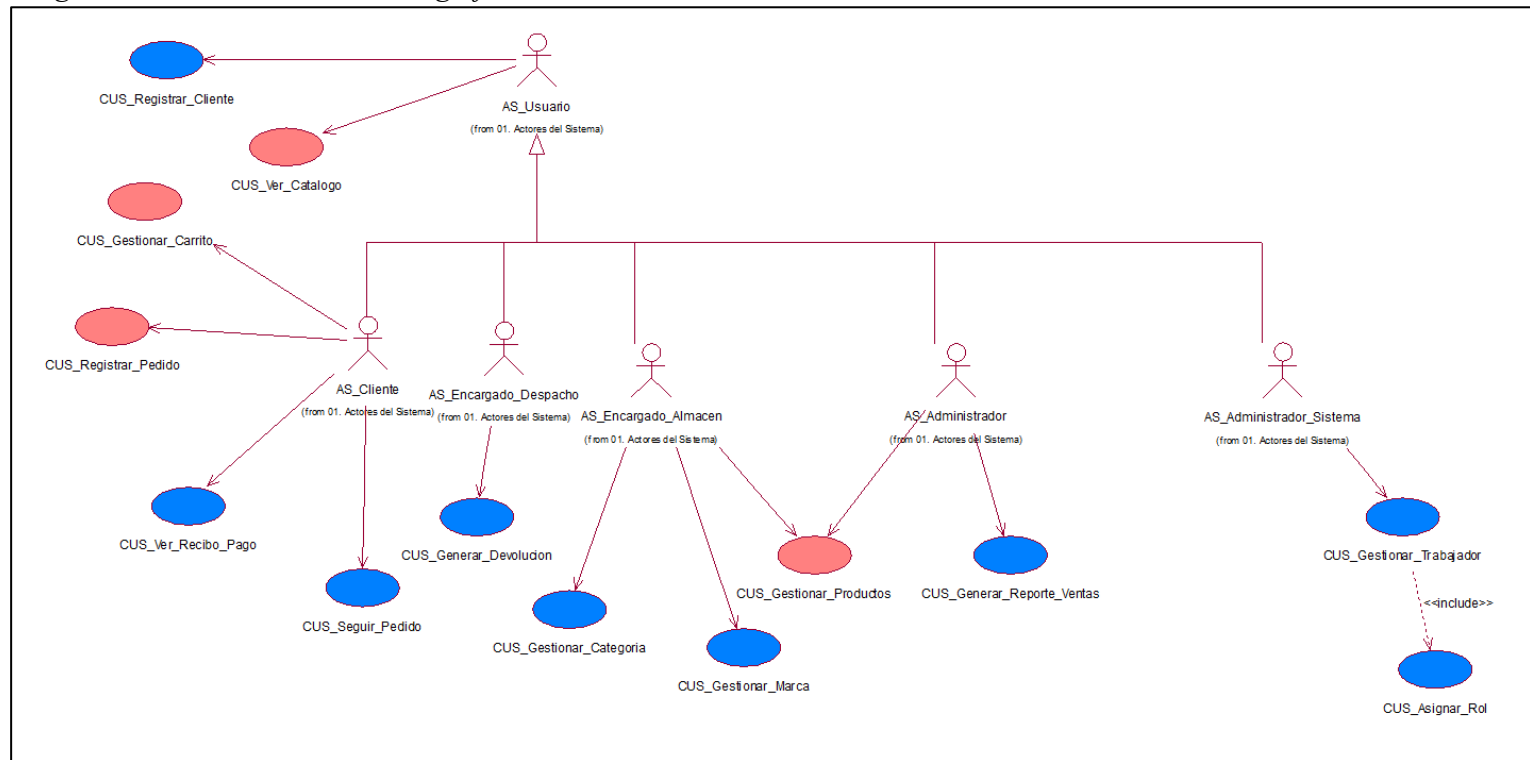 AS_Usuario
(from 01. Actores del Sistema)
CUS_Registrar_Cliente
CUS_Ver_Catalogo
CUS_Gestionar_Carrito
CUS_Registrar_Pedido
AS_Cliente
(from 01. Actores del Sistema)
AS_Encargado_Despacho
(from 01. Actores del Sistema)
AS_Encargado_Almacen
(from 01. Actores del Sistema)
AS_Administrador
(from 01. Actores del Sistema)
AS_Administrador_Sistema
(from 01. Actores del Sistema)
CUS_Ver_Recibo_Pago
CUS_Generar_Devolucion
CUS_Seguir_Pedido
CUS_Gestionar_Categoria
CUS_Gestionar_Marca
CUS_Gestionar_Productos
CUS_Generar_Reporte_Ventas
CUS_Gestionar_Trabajador
<<include>>
CUS_Asignar_Rol